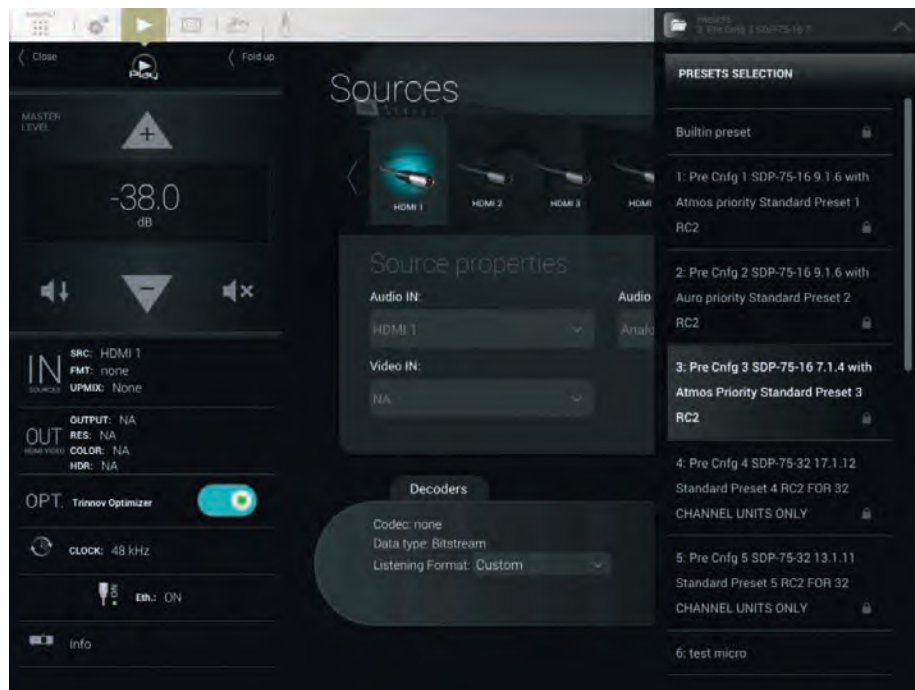 PRESETS
Close
Play
Fold up
MASTER
LEVEL
+
-38.0
dB
-
IN
SOURCES
SRC: HDMI 1
FMT: none
UPMIX: None
OUT
HDMI VIDEO
OUTPUT: NA
RES: NA
COLOR: NA
HDR: NA
OPT. Trinnov Optimizer
CLOCK: 48 kHz
ON
Eth.: ON
Info
Sources
HDMI 1
HDMI 2
HDMI 3
HDMI
Source properties
Audio IN:
HDMI 1
Audio
Analo
Video IN:
NA
Decoders
Codec: none
Data type: Bitstream
Listening Format: Custom
PRESETS SELECTION
Builtin preset
1: Pre Cnfg 1 SDP-75-16 9.1.6 with
Atmos priority Standard Preset 1
RC2
2: Pre Cnfg 2 SDP-75-16 9.1.6 with
Auro priority Standard Preset 2
RC2
3: Pre Cnfg 3 SDP-75-16 7.1.4 with
Atmos Priority Standard Preset 3
RC2
4: Pre Cnfg 4 SDP-75-32 17.1.12
Standard Preset 4 RC2 FOR 32
CHANNEL UNITS ONLY
5: Pre Cnfg 5 SDP-75-32 13.1.11
Standard Preset 5 RC2 FOR 32
CHANNEL UNITS ONLY
6: test micro